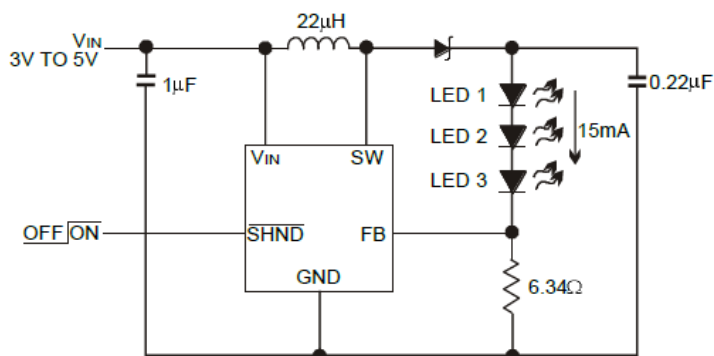 22μH
VIN
3V TO 5V
1μF
0.22μF
LED 1
15mA
LED 2
LED 3
VIN SW
OFF ON
SHND FB
GND
6.34Ω